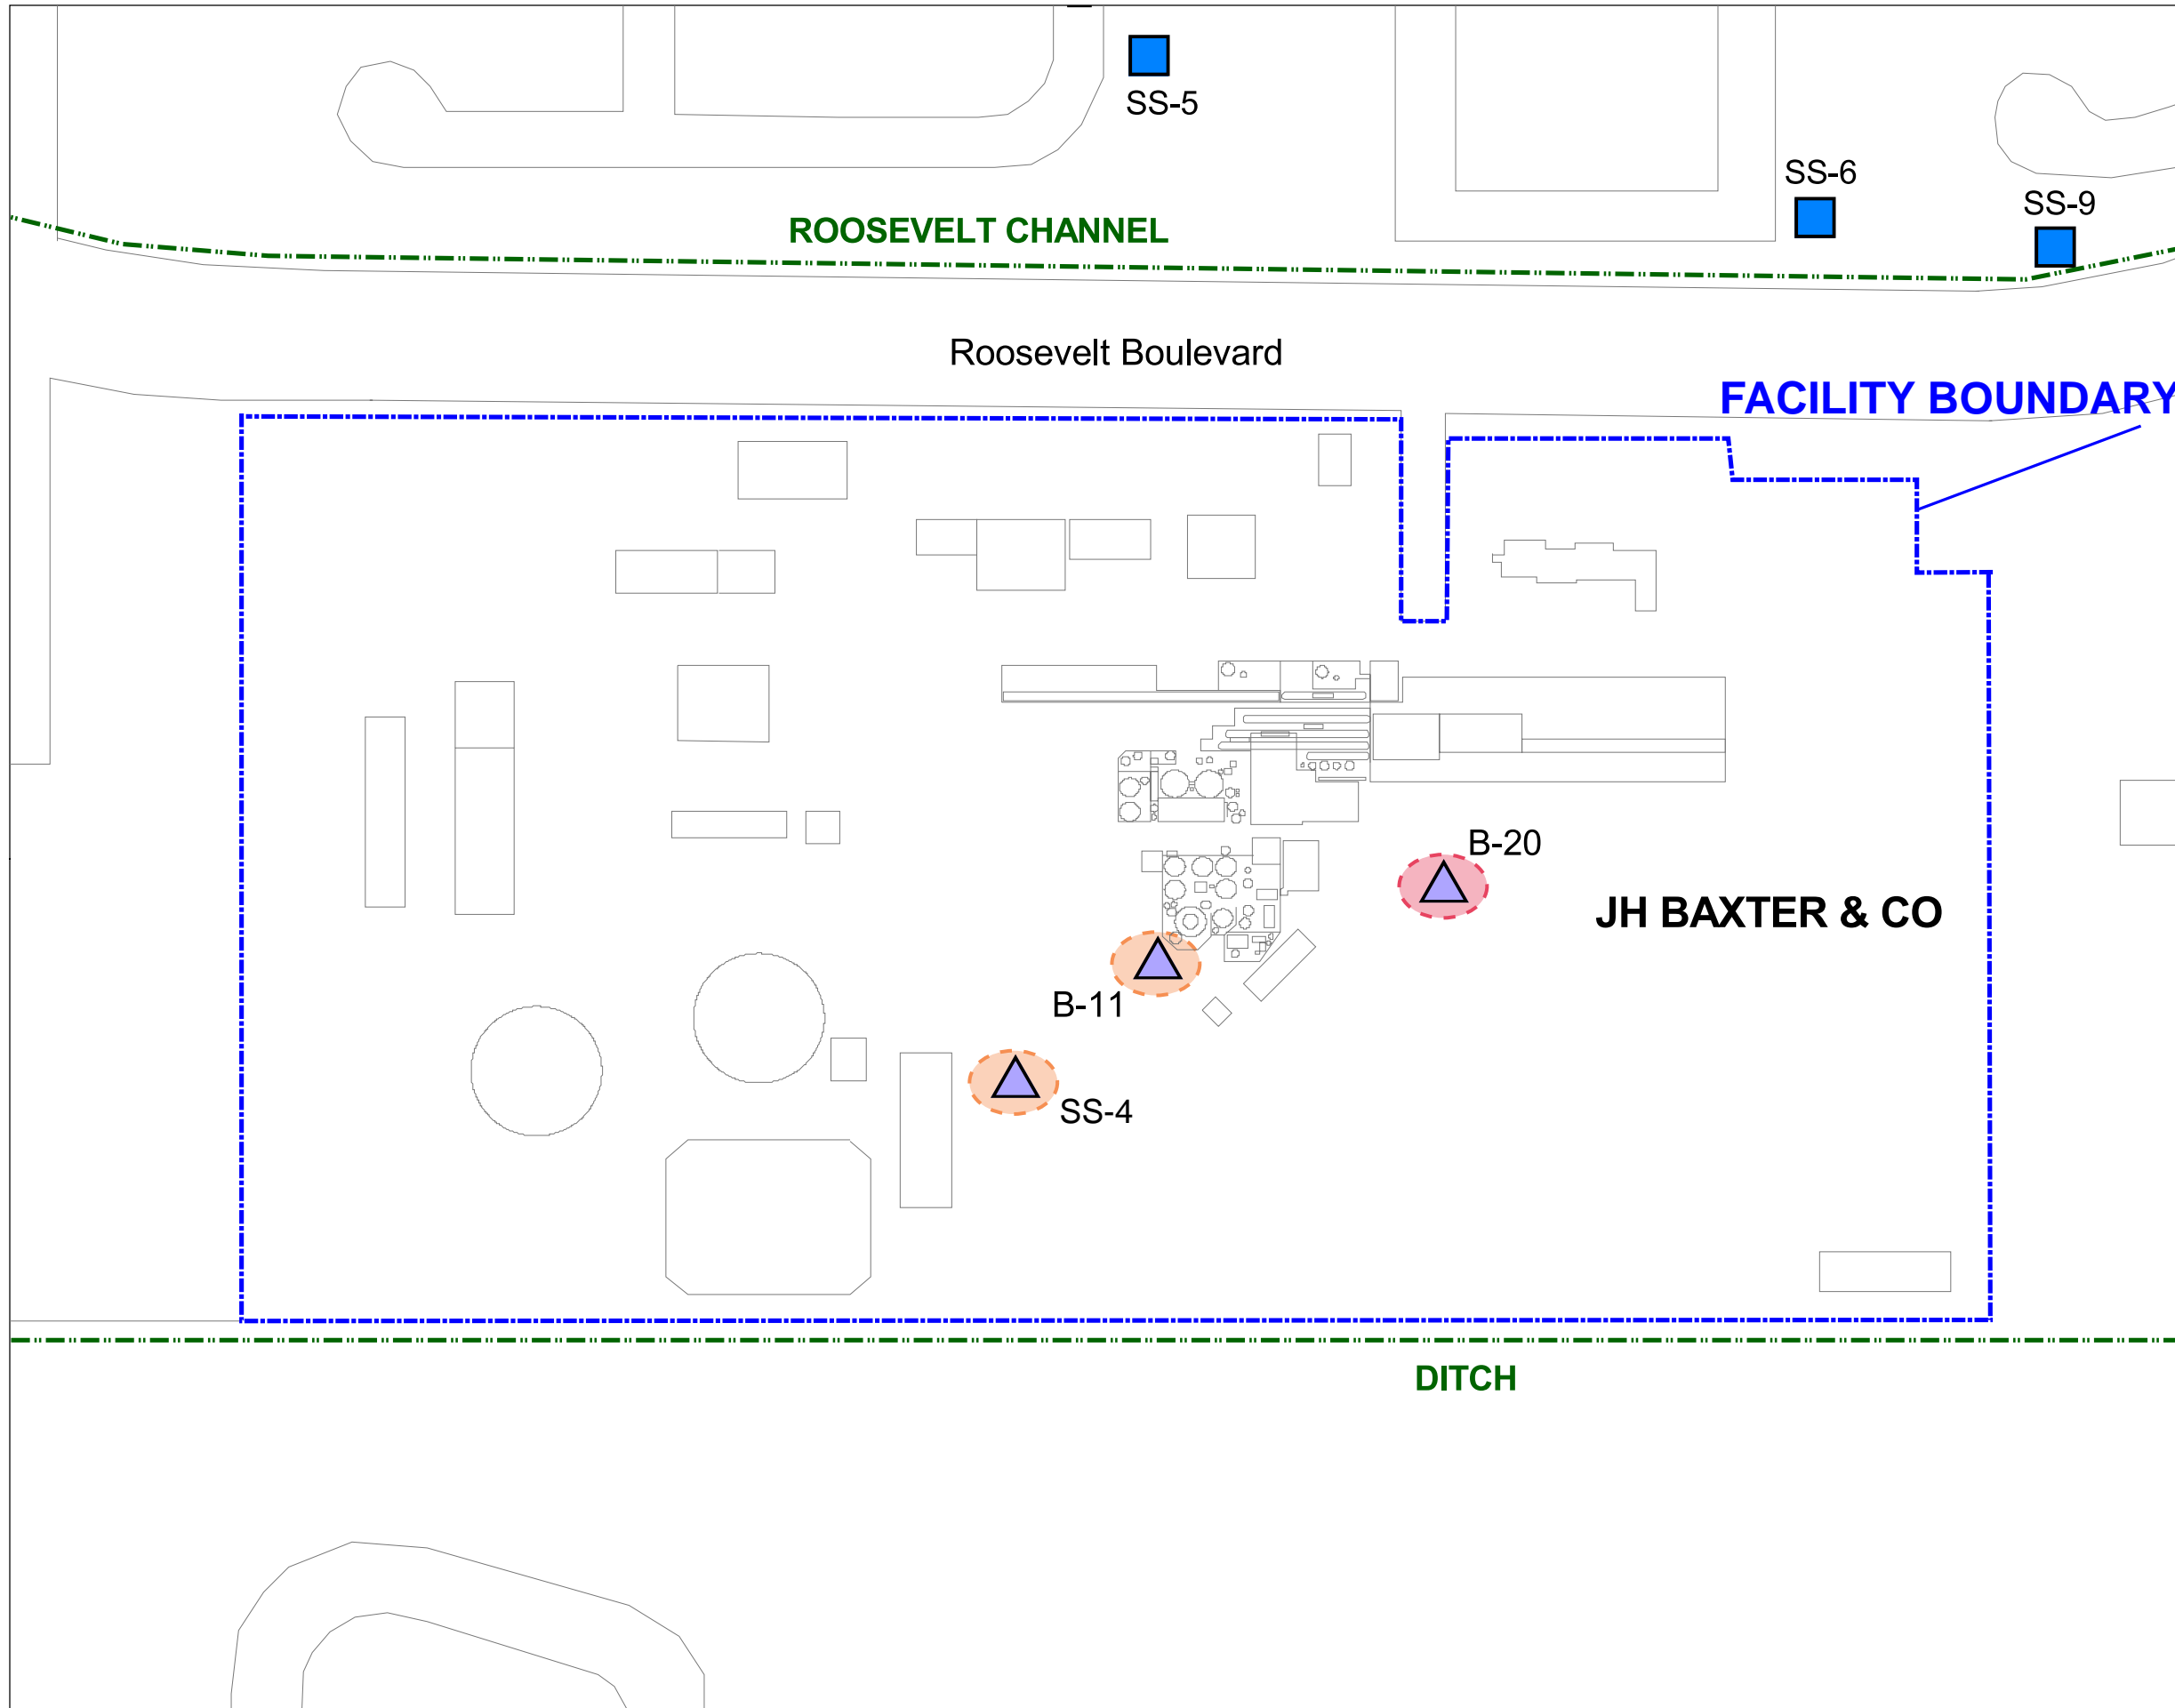 SS-5
SS-6
SS-9
ROOSEVELT CHANNEL
Roosevelt Boulevard
FACILITY BOUNDARY
B-20
JH BAXTER & CO
B-11
SS-4
DITCH